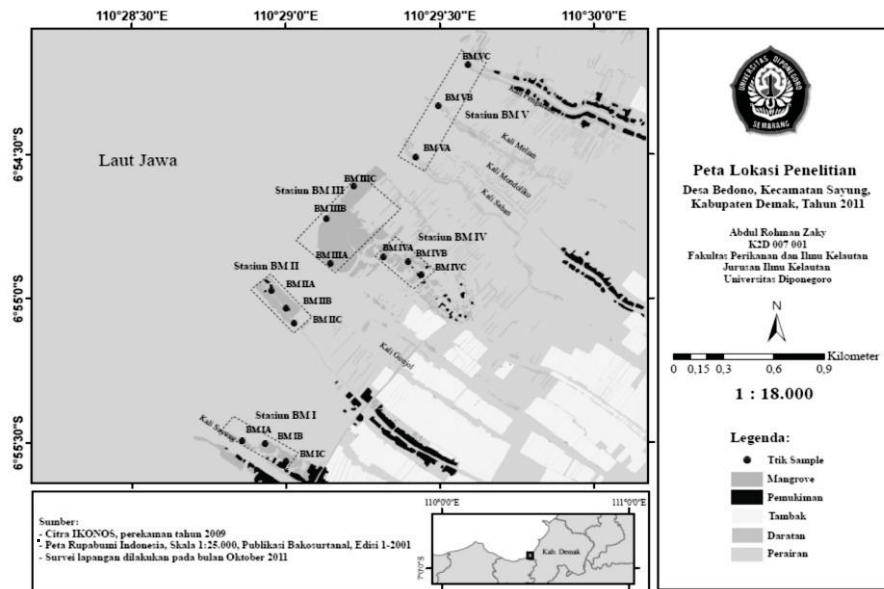 110°28'30"E
110°29'0"E
110°29'30"E
110°30'0"E
6°54'30"S
6°55'0"S
6°55'30"S
Laut Jawa
BM VC
BM VB
Stasiun BM V
BM VA
Kali Melian
Kali Mondoliko
BM IIIC
Stasiun BM III
BM IIIB
BM IIIA
Stasiun BM IV
BM IVA
BM IVB
BM IVC
Stasiun BM II
BM IIA
BM IIB
BM IIC
Kali Gonjol
Kali Sayung
Stasiun BM I
BM IA
BM IB
BM IC
UNIVERSITAS DIPONEGORO
SEMARANG
Peta Lokasi Penelitian
Desa Bedono, Kecamatan Sayung,
Kabupaten Demak, Tahun 2011
Abdul Rohman Zaky
K2D 007 001
Fakultas Perikanan dan Ilmu Kelautan
Jurusan Ilmu Kelautan
Universitas Diponegoro
N
Kilometer
0 0,15 0,3 0,6 0,9
1 : 18.000
Legenda:
Ttik Sample
Mangrove
Pemukiman
Tambak
Daratan
Perairan
Sumber:
- Citra IKONOS, perekaman tahun 2009
- Peta Rupabumi Indonesia, Skala 1:25.000, Publikasi Bakosurtanal, Edisi 1-2001
- Survei lapangan dilakukan pada bulan Oktober 2011
110°0'0"E
111°0'0"E
7°0'0"S
Kab. Demak